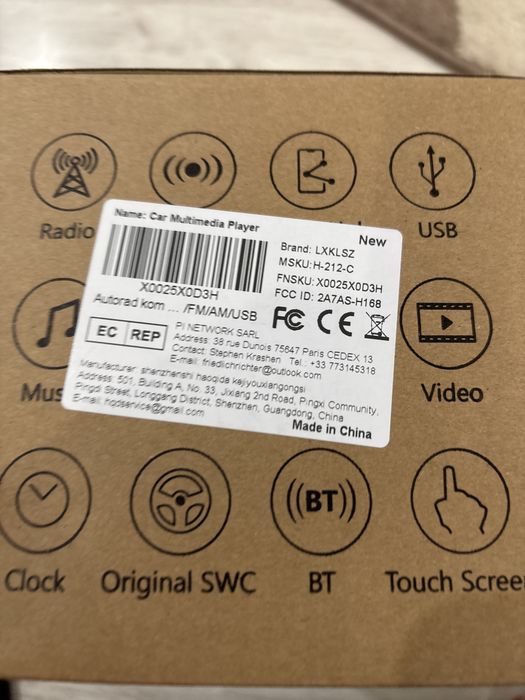 Radio
USB
Name: Car Multimedia Player
New
X0025X0D3H
Autorad kom ... /FM/AM/USB
Brand: LXKLSZ
MSKU: H-212-C
FNSKU: X0025X0D3H
FCC ID: 2A7AS-H168
FC CE
EC REP
PI NETWORK SARL
Address: 38 rue Dunois 75647 Paris CEDEX 13
Contact: Stephen Krashen Tel.: +33 773145318
E-mail: friedlichrichter@outlook.com
Manufacturer: shenzhenshi haoqida kejiyouxiangongsi
Address: 501, Building A, No. 33, Jixiang 2nd Road, Pingxi Community,
Pingdi Street, Longgang District, Shenzhen, Guangdong, China
E-mail: hqdservice@gmail.com
Made in China
Mus
Video
BT
Clock
Original SWC
BT
Touch Scree